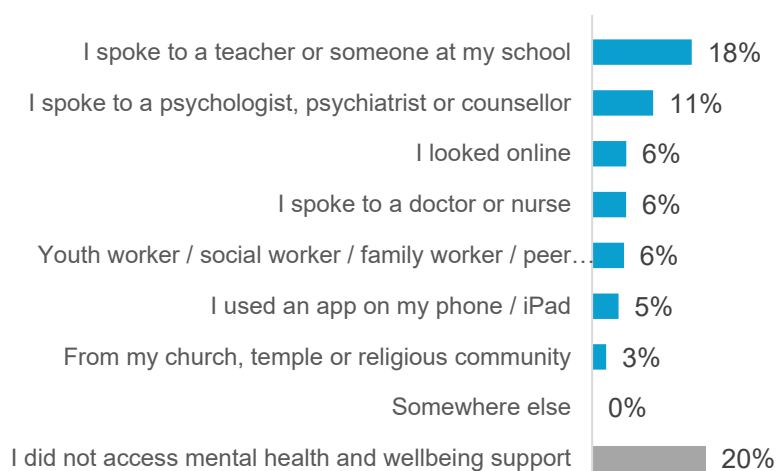 I spoke to a teacher or someone at my school 18%
I spoke to a psychologist, psychiatrist or counsellor 11%
I looked online 6%
I spoke to a doctor or nurse 6%
Youth worker / social worker / family worker / peer… 6%
I used an app on my phone / iPad 5%
From my church, temple or religious community 3%
Somewhere else 0%
I did not access mental health and wellbeing support 20%